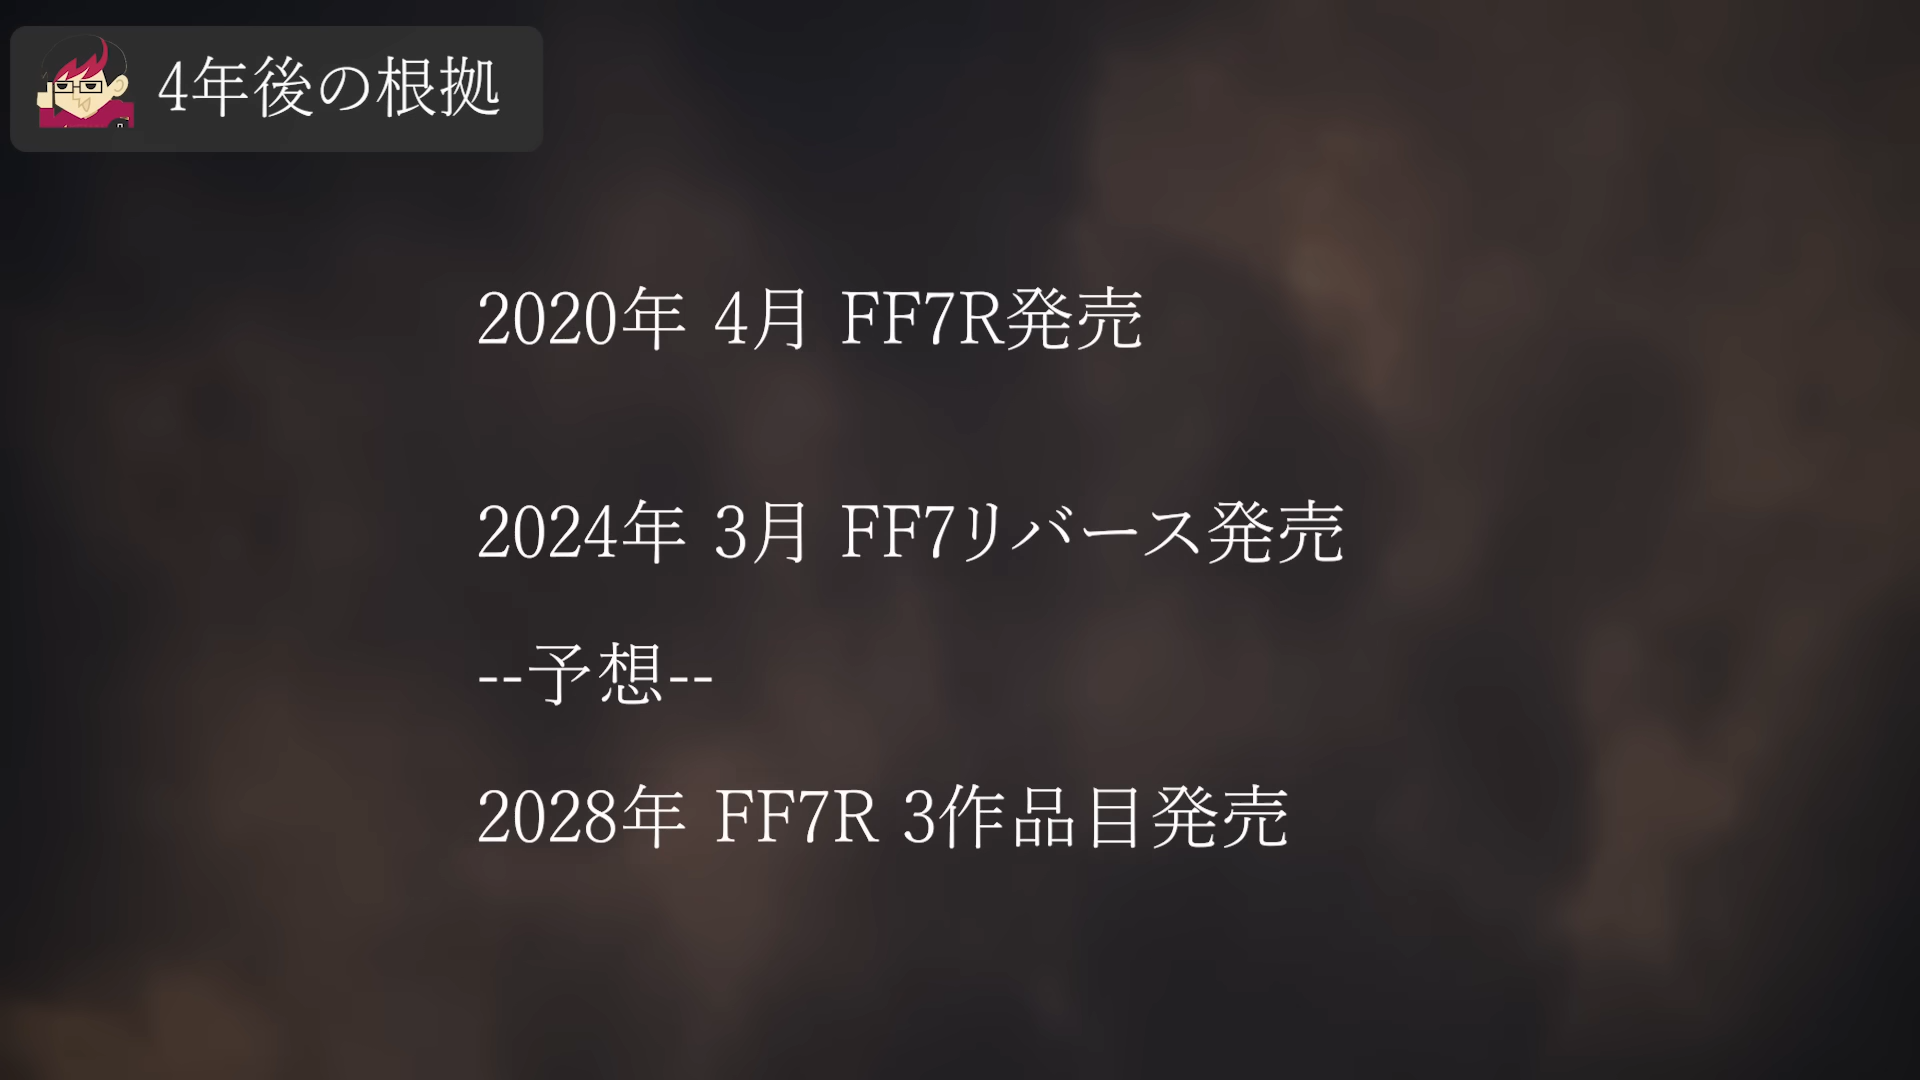 4年後の根拠
2020年 4月 FF7R発売
2024年 3月 FF7リバース発売
--予想--
2028年 FF7R 3作品目発売